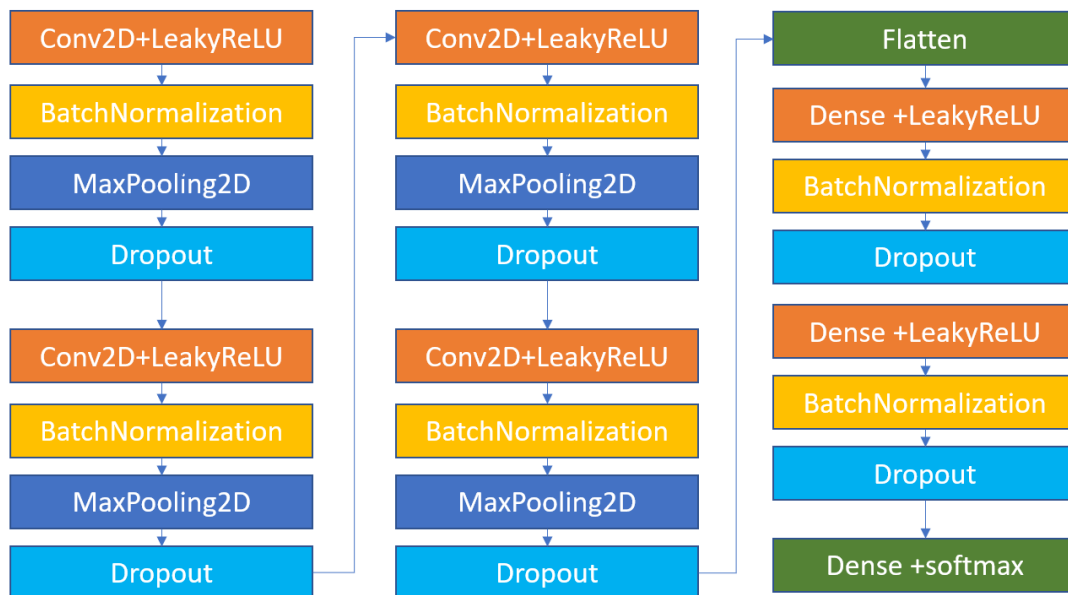 Conv2D+LeakyReLU
BatchNormalization
MaxPooling2D
Dropout
Conv2D+LeakyReLU
BatchNormalization
MaxPooling2D
Dropout
Conv2D+LeakyReLU
BatchNormalization
MaxPooling2D
Dropout
Conv2D+LeakyReLU
BatchNormalization
MaxPooling2D
Dropout
Flatten
Dense +LeakyReLU
BatchNormalization
Dropout
Dense +LeakyReLU
BatchNormalization
Dropout
Dense +softmax